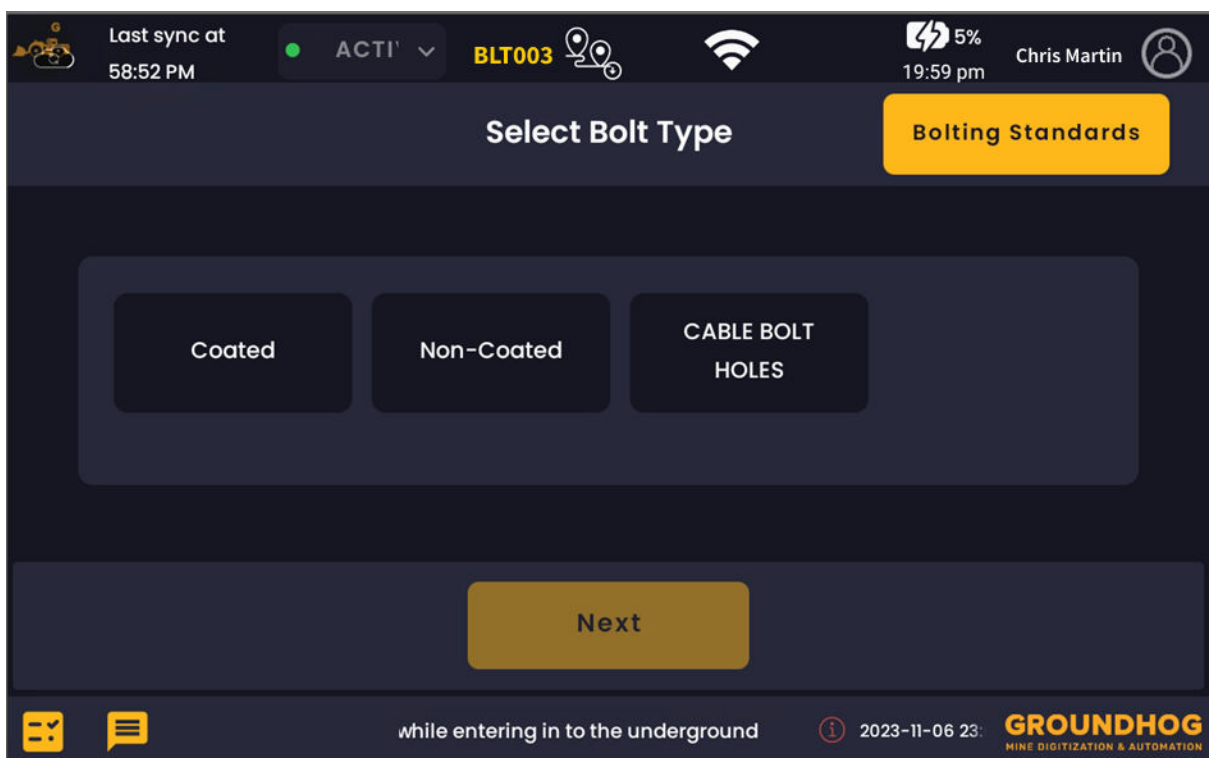 G
Last sync at
58:52 PM
ACTI
BLT003
5%
19:59 pm
Chris Martin
Select Bolt Type
Bolting Standards
Coated
Non-Coated
CABLE BOLT
HOLES
Next
while entering in to the underground
2023-11-06 23:
GROUNDHOG
MINE DIGITIZATION & AUTOMATION